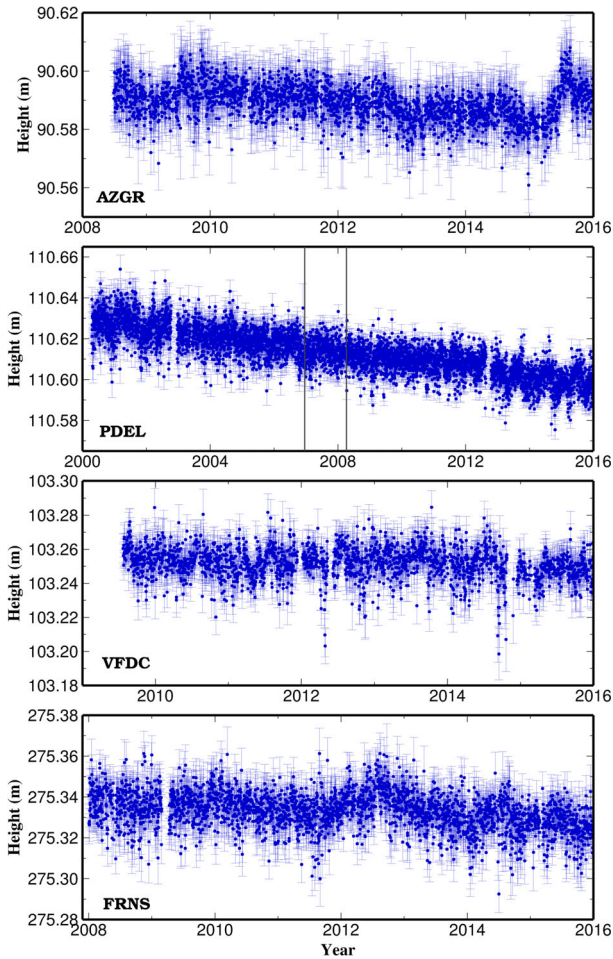 90.62
90.60
90.58
90.56
Height (m)
AZGR
2008 2010 2012 2014 2016
110.66
110.64
110.62
110.60
110.58
Height (m)
PDEL
2000 2004 2008 2012 2016
103.30
103.28
103.26
103.24
103.22
103.20
103.18
Height (m)
VFDC
2010 2012 2014 2016
275.38
275.36
275.34
275.32
275.30
275.28
Height (m)
FRNS
2008 2010 2012 2014 2016
Year